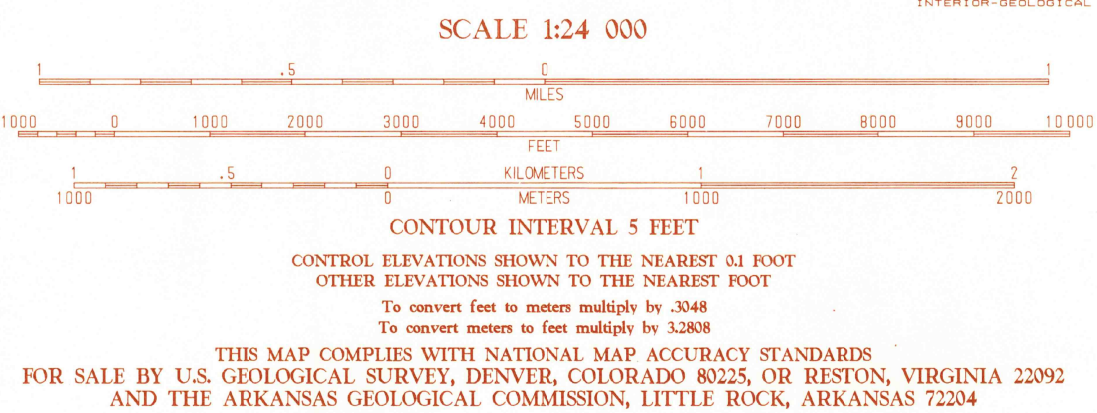 INTERIOR-GEOLOGICAL
SCALE 1:24 000
1 .5 0 1
MILES
1000 0 1000 2000 3000 4000 5000 6000 7000 8000 9000 10 000
FEET
1 .5 0 KILOMETERS 1 2
1000 0 METERS 1000 2000
CONTOUR INTERVAL 5 FEET
CONTROL ELEVATIONS SHOWN TO THE NEAREST 0.1 FOOT
OTHER ELEVATIONS SHOWN TO THE NEAREST FOOT
To convert feet to meters multiply by .3048
To convert meters to feet multiply by 3.2808
THIS MAP COMPLIES WITH NATIONAL MAP ACCURACY STANDARDS
FOR SALE BY U.S. GEOLOGICAL SURVEY, DENVER, COLORADO 80225, OR RESTON, VIRGINIA 22092
AND THE ARKANSAS GEOLOGICAL COMMISSION, LITTLE ROCK, ARKANSAS 72204